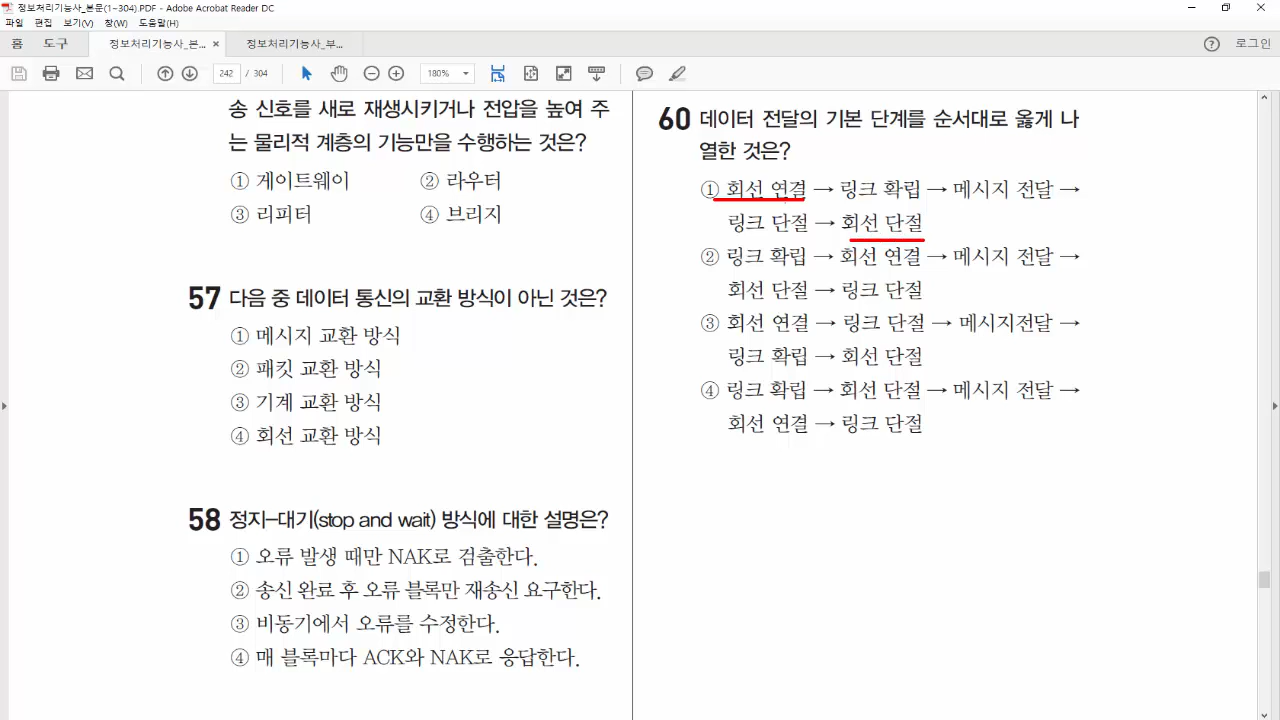 정보처리기능사_본문(1~304).PDF - Adobe Acrobat Reader DC
파일 편집 보기(V) 창(W) 도움말(H)
홈 도구 정보처리기능사_본... × 정보처리기능사_부... 로그인
242 / 304 180%
송 신호를 새로 재생시키거나 전압을 높여 주
는 물리적 계층의 기능만을 수행하는 것은?
① 게이트웨이 ② 라우터
③ 리피터 ④ 브리지
57 다음 중 데이터 통신의 교환 방식이 아닌 것은?
① 메시지 교환 방식
② 패킷 교환 방식
③ 기계 교환 방식
④ 회선 교환 방식
58 정지-대기(stop and wait) 방식에 대한 설명은?
① 오류 발생 때만 NAK로 검출한다.
② 송신 완료 후 오류 블록만 재송신 요구한다.
③ 비동기에서 오류를 수정한다.
④ 매 블록마다 ACK와 NAK로 응답한다.
60 데이터 전달의 기본 단계를 순서대로 옳게 나
열한 것은?
① 회선 연결 → 링크 확립 → 메시지 전달 →
링크 단절 → 회선 단절
② 링크 확립 → 회선 연결 → 메시지 전달 →
회선 단절 → 링크 단절
③ 회선 연결 → 링크 단절 → 메시지전달 →
링크 확립 → 회선 단절
④ 링크 확립 → 회선 단절 → 메시지 전달 →
회선 연결 → 링크 단절